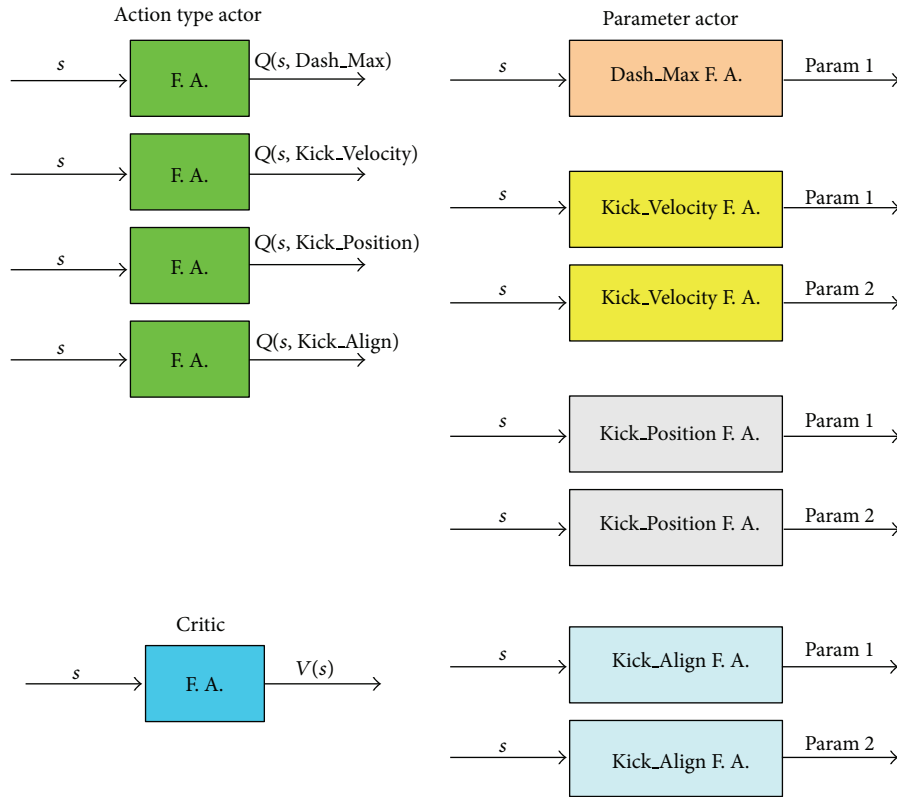 Action type actor
s
F. A.
Q(s, Dash_Max)
s
F. A.
Q(s, Kick_Velocity)
s
F. A.
Q(s, Kick_Position)
s
F. A.
Q(s, Kick_Align)
Critic
s
F. A.
V(s)
Parameter actor
s
Dash_Max F. A.
Param 1
s
Kick_Velocity F. A.
Param 1
s
Kick_Velocity F. A.
Param 2
s
Kick_Position F. A.
Param 1
s
Kick_Position F. A.
Param 2
s
Kick_Align F. A.
Param 1
s
Kick_Align F. A.
Param 2